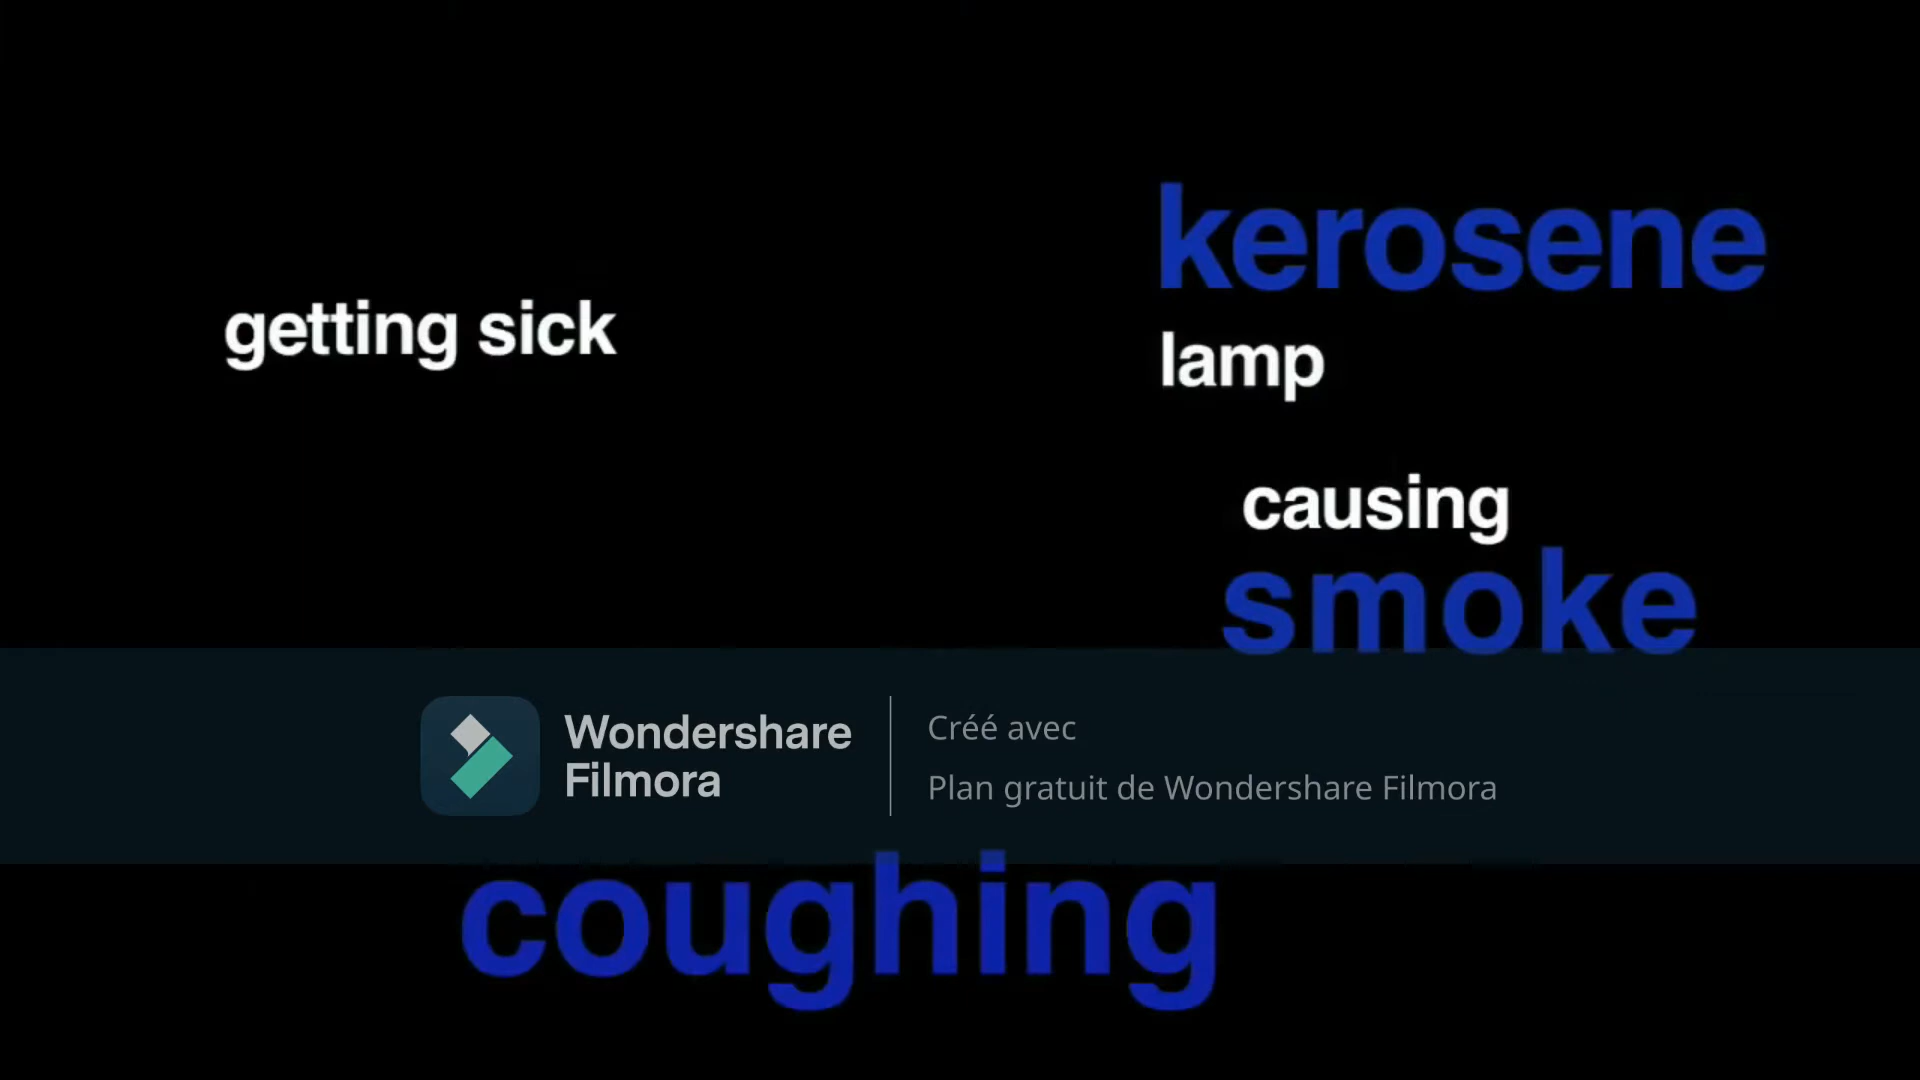 getting sick
kerosene
lamp
causing
smoke
Wondershare
Filmora
Créé avec
Plan gratuit de Wondershare Filmora
coughing